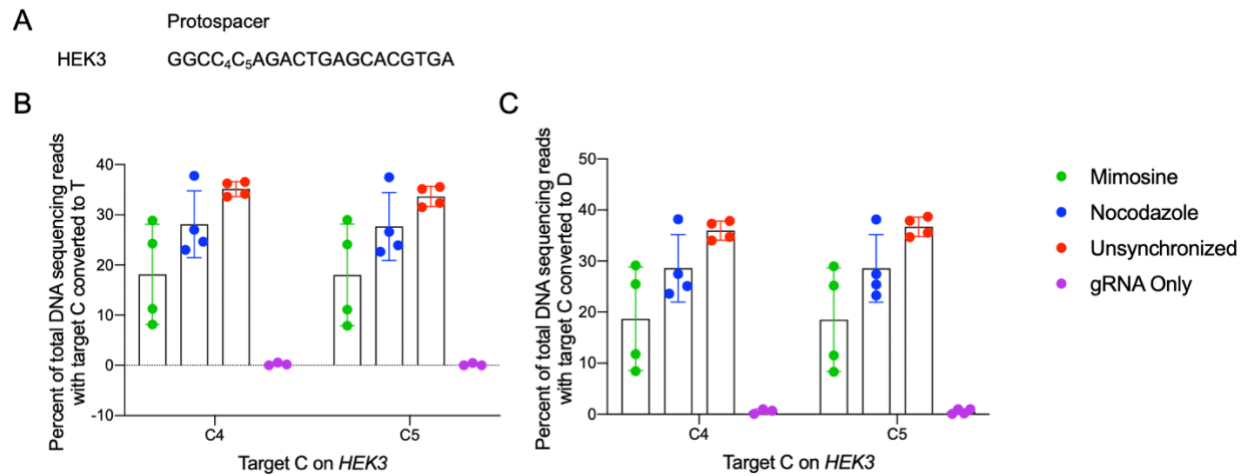 A
Protospacer
HEK3 GGCC₄C₅AGACTGAGCACGTGA
B
Percent of total DNA sequencing reads
with target C converted to T
40
30
20
10
0
-10
C4 C5
Target C on HEK3
C
Percent of total DNA sequencing reads
with target C converted to D
50
40
30
20
10
0
C4 C5
Target C on HEK3
Mimosine
Nocodazole
Unsynchronized
gRNA Only